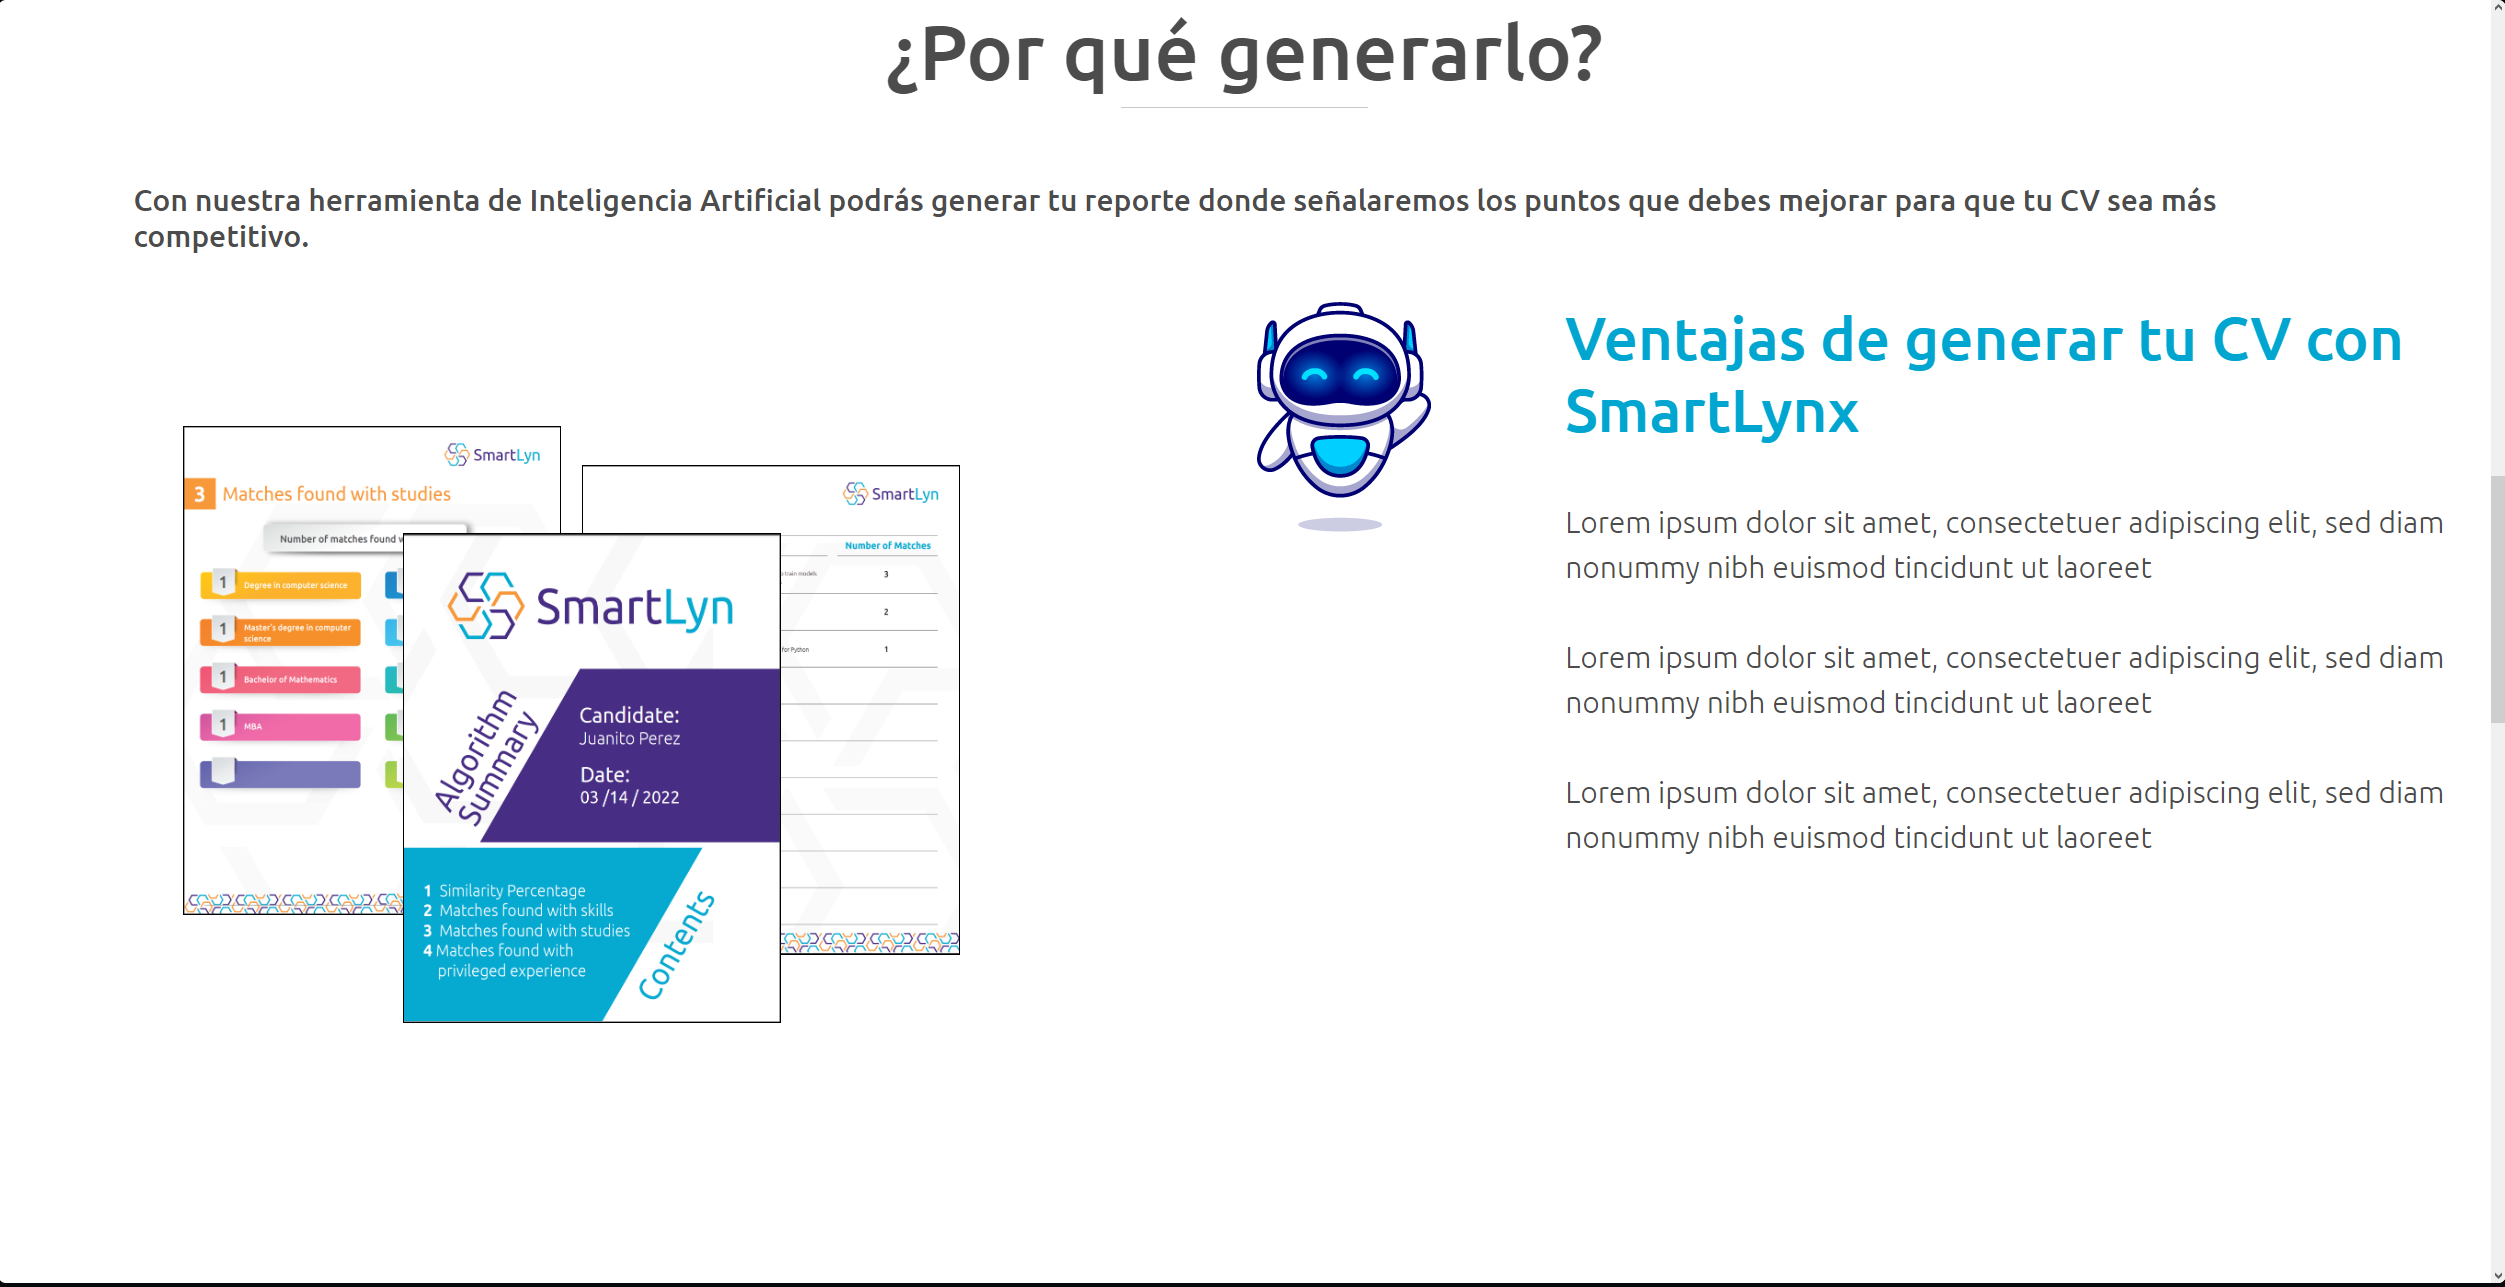 ¿Por qué generarlo?
Con nuestra herramienta de Inteligencia Artificial podrás generar tu reporte donde señalaremos los puntos que debes mejorar para que tu CV sea más
competitivo.
SmartLyn
3 Matches found with studies
Number of matches found
1 Degree in computer science
1 Master's degree in computer
science
1 Bachelor of Mathematics
1 MBA
SmartLyn
Number of Matches
train models 3
2
for Python 1
SmartLyn
Algorithm
Summary
Candidate:
Juanito Perez
Date:
03 /14 / 2022
1 Similarity Percentage
2 Matches found with skills
3 Matches found with studies
4 Matches found with
privileged experience
Contents
Ventajas de generar tu CV con
SmartLynx
Lorem ipsum dolor sit amet, consectetuer adipiscing elit, sed diam
nonummy nibh euismod tincidunt ut laoreet
Lorem ipsum dolor sit amet, consectetuer adipiscing elit, sed diam
nonummy nibh euismod tincidunt ut laoreet
Lorem ipsum dolor sit amet, consectetuer adipiscing elit, sed diam
nonummy nibh euismod tincidunt ut laoreet